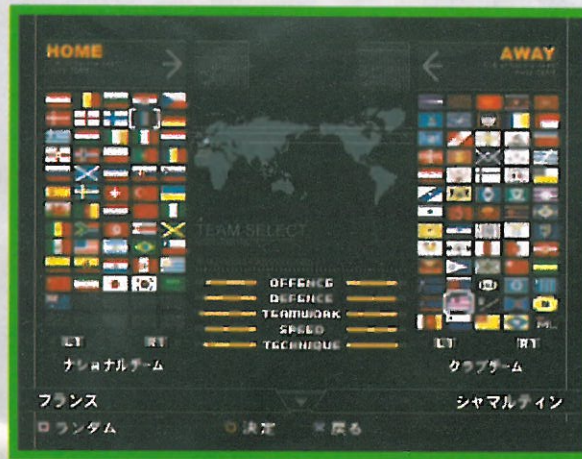 HOME
AWAY
TEAM SELECT
OFFENCE
DEFENCE
TEAMWORK
SPEED
TECHNIQUE
L1 R1
L1 R1
ナショナルチーム
クラブチーム
フランス
シャマルティン
ランダム 決定 戻る